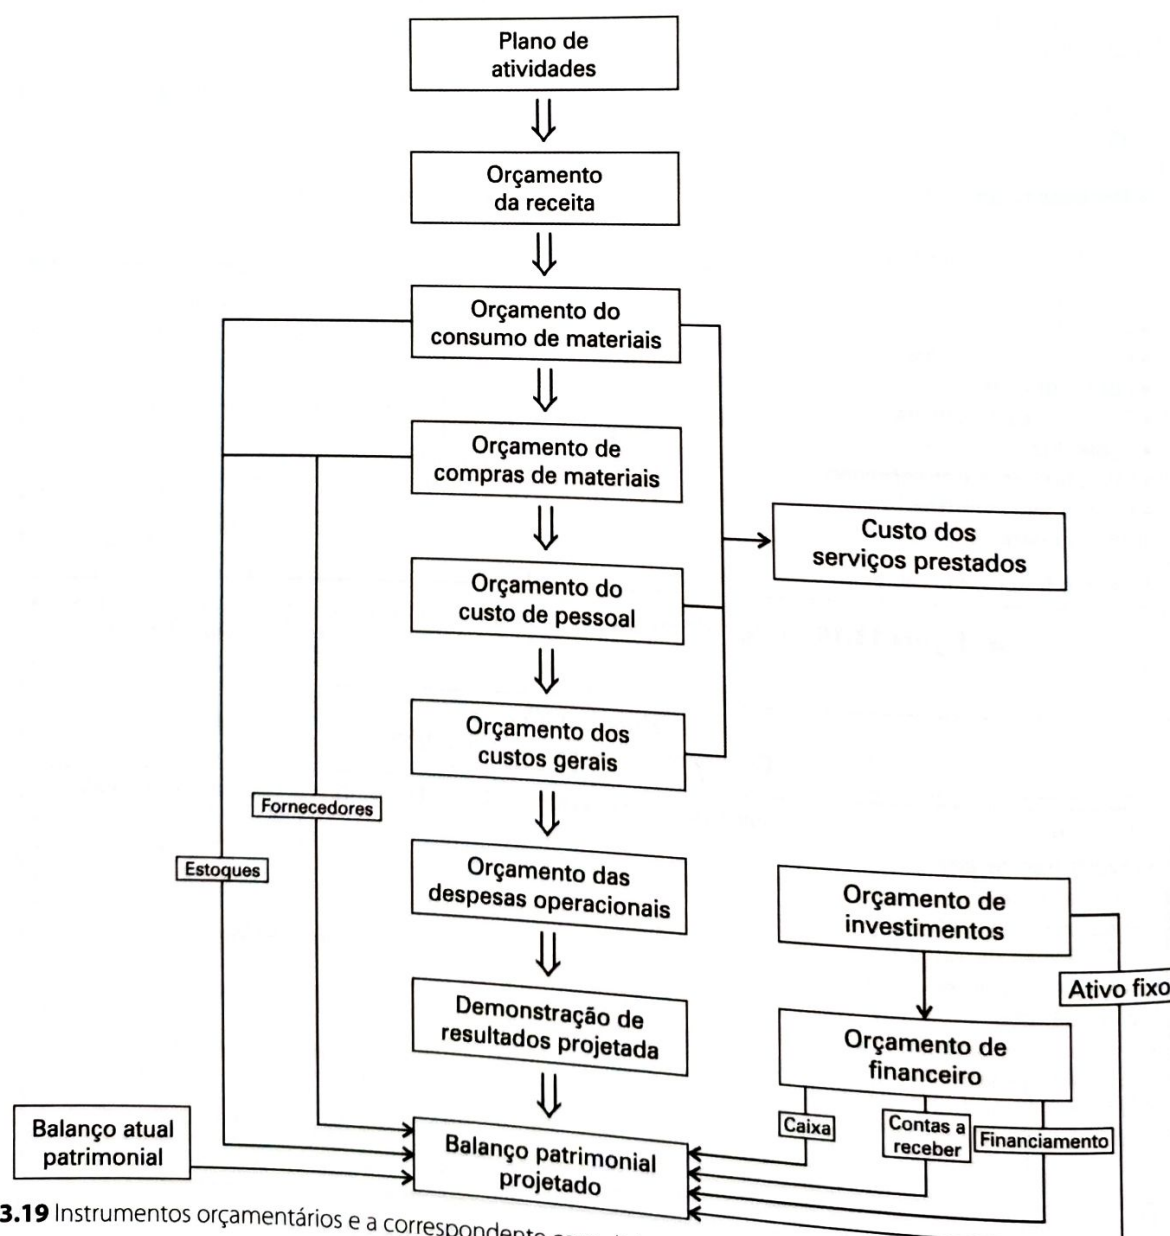 Plano de
atividades
Orçamento
da receita
Orçamento do
consumo de materiais
Orçamento de
compras de materiais
Custo dos
serviços prestados
Orçamento do
custo de pessoal
Orçamento dos
custos gerais
Fornecedores
Estoques
Orçamento das
despesas operacionais
Orçamento de
investimentos
Ativo fixo
Demonstração de
resultados projetada
Orçamento de
financeiro
Caixa
Contas a
receber
Financiamento
Balanço atual
patrimonial
Balanço patrimonial
projetado
3.19 Instrumentos orçamentários e a correspondente